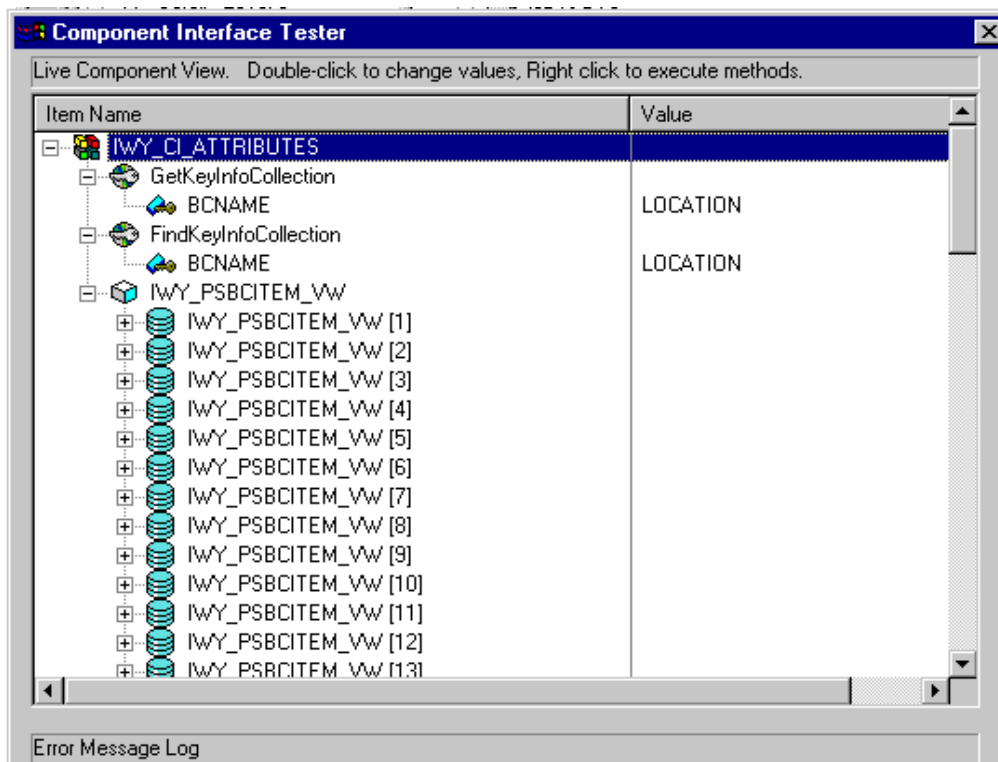 Component Interface Tester
Live Component View. Double-click to change values, Right click to execute methods.
Item Name Value
IWY_CI_ATTRIBUTES
GetKeyInfoCollection
BCNAME LOCATION
FindKeyInfoCollection
BCNAME LOCATION
IWY_PSBCITEM_VW
IWY_PSBCITEM_VW [1]
IWY_PSBCITEM_VW [2]
IWY_PSBCITEM_VW [3]
IWY_PSBCITEM_VW [4]
IWY_PSBCITEM_VW [5]
IWY_PSBCITEM_VW [6]
IWY_PSBCITEM_VW [7]
IWY_PSBCITEM_VW [8]
IWY_PSBCITEM_VW [9]
IWY_PSBCITEM_VW [10]
IWY_PSBCITEM_VW [11]
IWY_PSBCITEM_VW [12]
IWY_PSBCITEM_VW [13]
Error Message Log